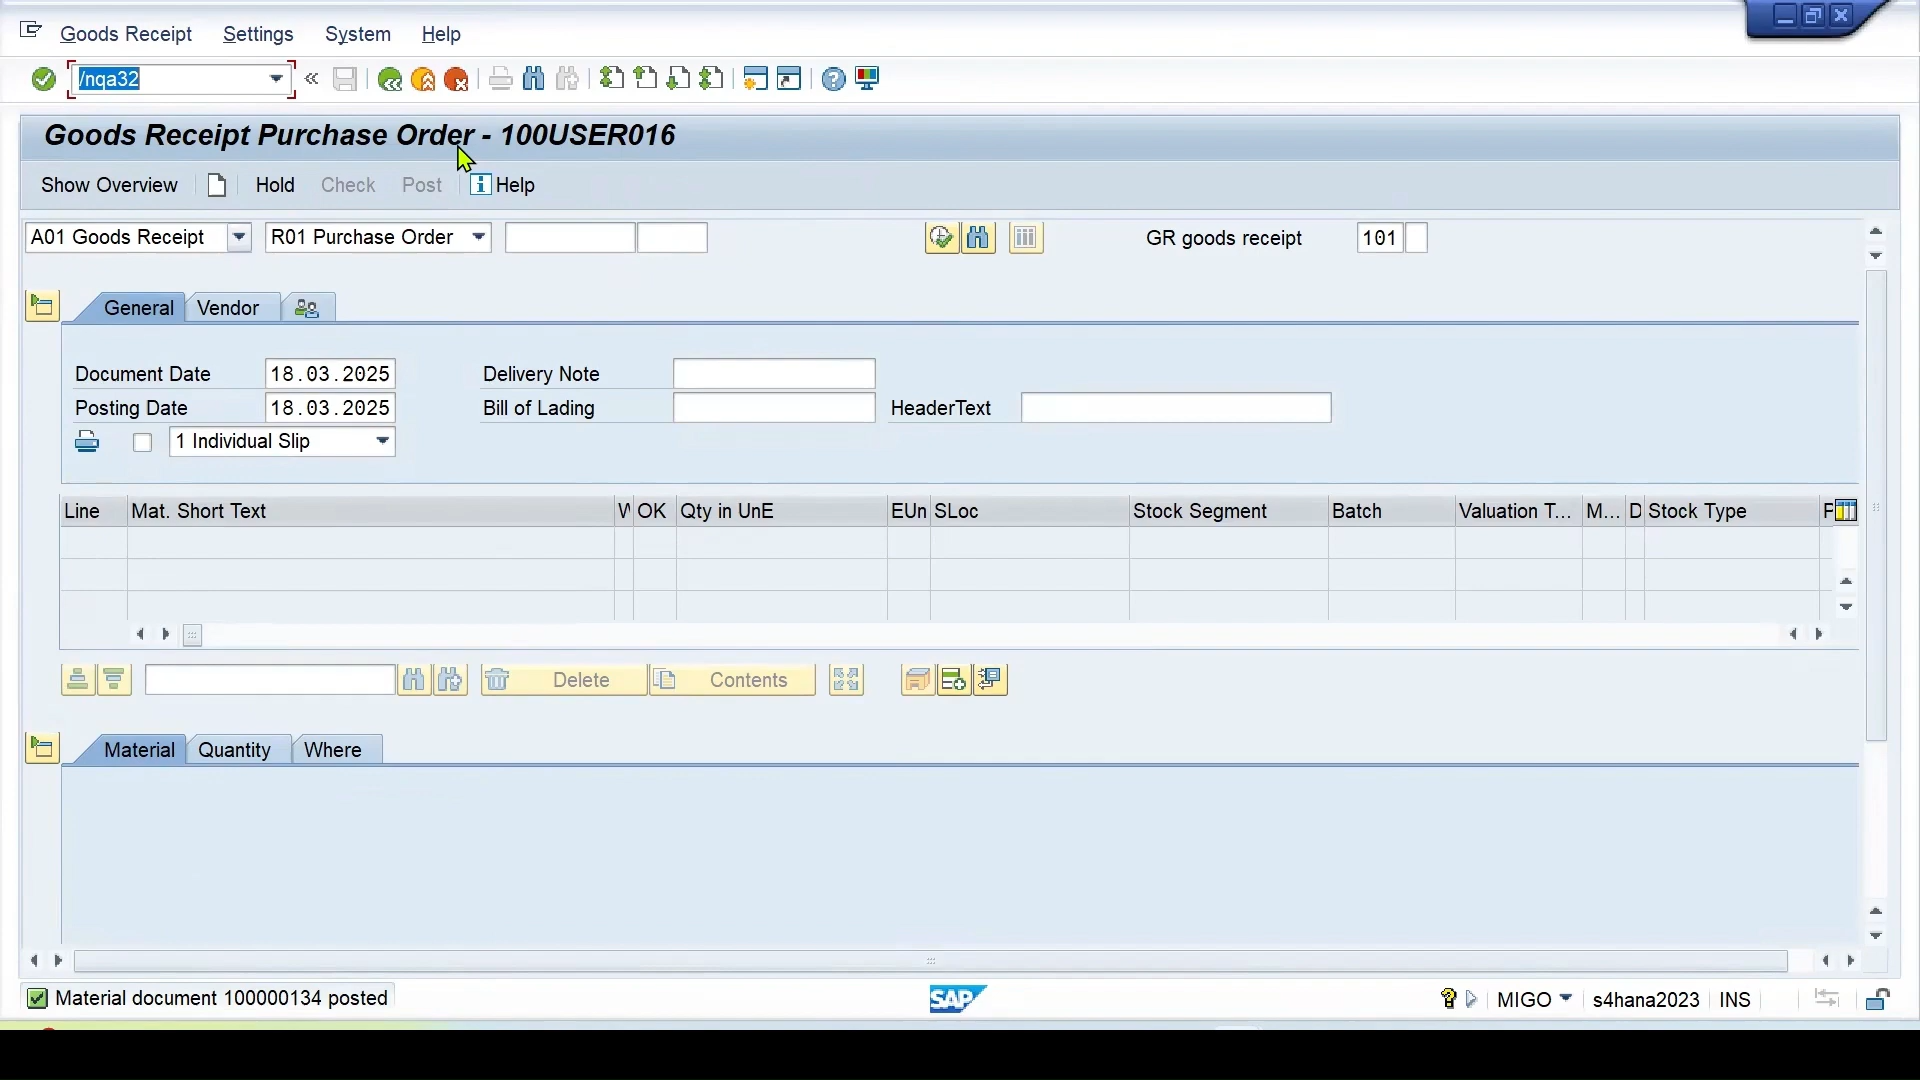 Goods Receipt Settings System Help
/nqa32
Goods Receipt Purchase Order - 100USER016
Show Overview Hold Check Post Help
A01 Goods Receipt R01 Purchase Order GR goods receipt 101
General Vendor
Document Date 18.03.2025 Delivery Note
Posting Date 18.03.2025 Bill of Lading HeaderText
1 Individual Slip
Line Mat. Short Text W OK Qty in UnE EUn SLoc Stock Segment Batch Valuation T... M... D Stock Type F
Delete Contents
Material Quantity Where
Material document 100000134 posted SAP MIGO s4hana2023 INS